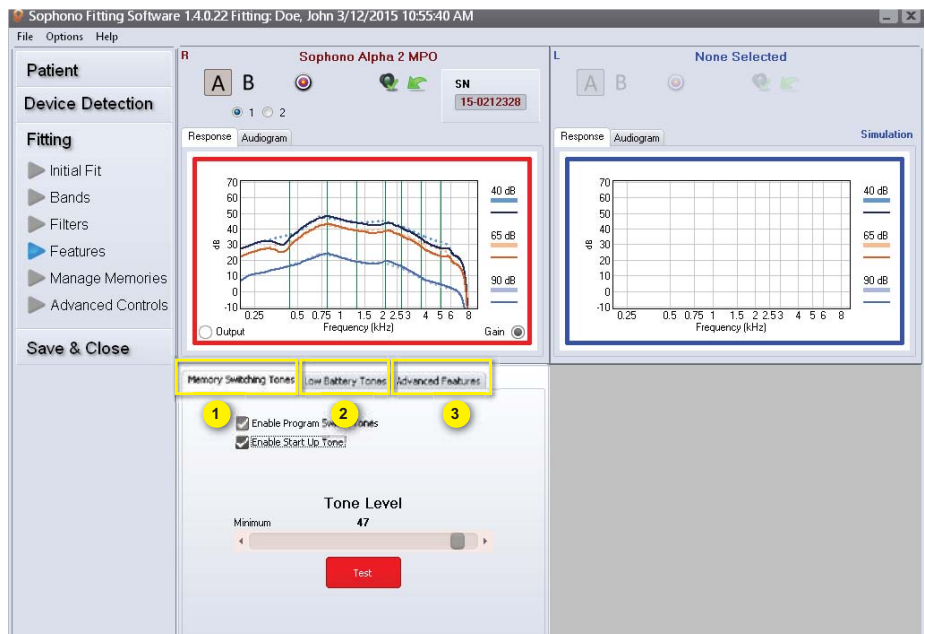 Sophono Fitting Software 1.4.0.22 Fitting: Doe, John 3/12/2015 10:55:40 AM
File Options Help
Patient
Device Detection
Fitting
Initial Fit
Bands
Filters
Features
Manage Memories
Advanced Controls
Save & Close
R
Sophono Alpha 2 MPO
A B
SN
15-0212328
1 2
Response Audiogram
70
60
50
40
30
20
10
0
-10
dB
0.25 0.5 0.75 1 1.5 2 2.5 3 4 5 6 8
Frequency (kHz)
Output
Gain
40 dB
65 dB
90 dB
L
None Selected
A B
Response Audiogram
Simulation
70
60
50
40
30
20
10
0
-10
dB
0.25 0.5 0.75 1 1.5 2 2.5 3 4 5 6 8
Frequency (kHz)
40 dB
65 dB
90 dB
Memory Switching Tones Low Battery Tones Advanced Features
1 2 3
Enable Program Switch Tones
Enable Start Up Tone
Tone Level
Minimum 47
Test